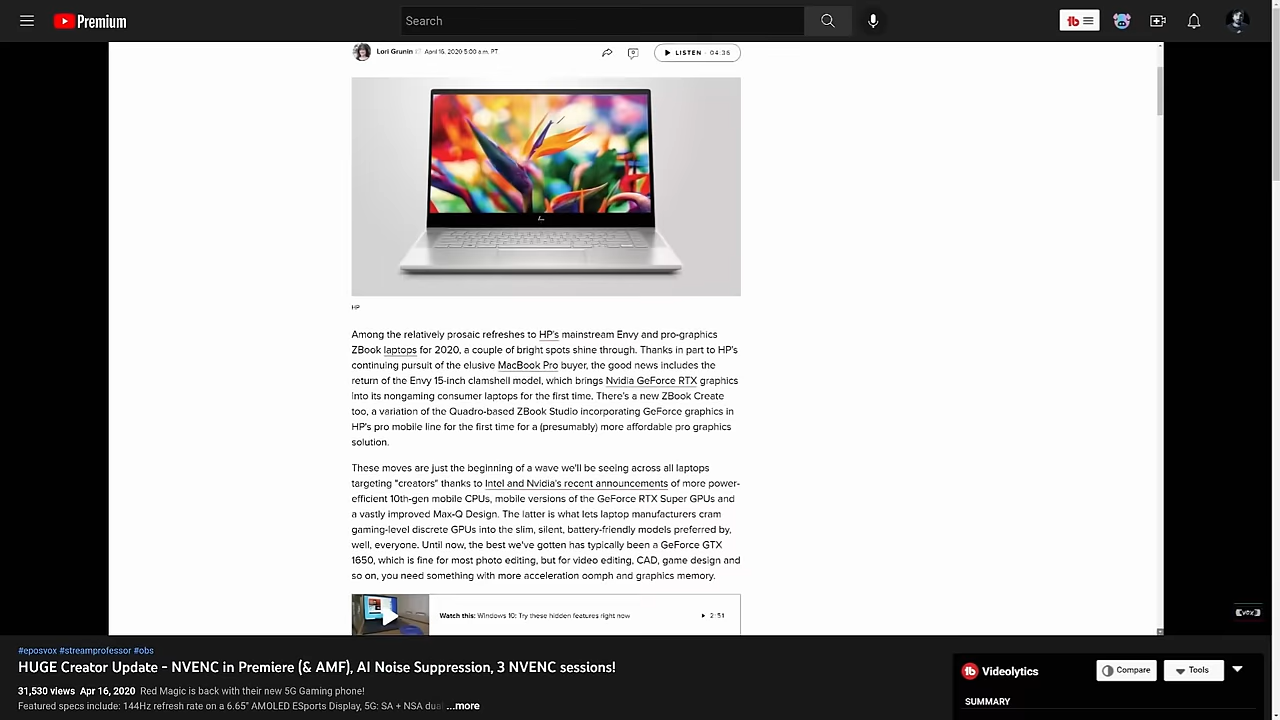 Premium
Search
Lori Grunin April 16, 2020 5:00 a.m. PT
LISTEN · 04:36
HP
Among the relatively prosaic refreshes to HP's mainstream Envy and pro-graphics
ZBook laptops for 2020, a couple of bright spots shine through. Thanks in part to HP's
continuing pursuit of the elusive MacBook Pro buyer, the good news includes the
return of the Envy 15-inch clamshell model, which brings Nvidia GeForce RTX graphics
into its nongaming consumer laptops for the first time. There's a new ZBook Create
too, a variation of the Quadro-based ZBook Studio incorporating GeForce graphics in
HP's pro mobile line for the first time for a (presumably) more affordable pro graphics
solution.
These moves are just the beginning of a wave we'll be seeing across all laptops
targeting "creators" thanks to Intel and Nvidia's recent announcements of more power-
efficient 10th-gen mobile CPUs, mobile versions of the GeForce RTX Super GPUs and
a vastly improved Max-Q Design. The latter is what lets laptop manufacturers cram
gaming-level discrete GPUs into the slim, silent, battery-friendly models preferred by,
well, everyone. Until now, the best we've gotten has typically been a GeForce GTX
1650, which is fine for most photo editing, but for video editing, CAD, game design and
so on, you need something with more acceleration oomph and graphics memory.
Watch this: Windows 10: Try these hidden features right now 2:51
#eposvox #streamprofessor #obs
HUGE Creator Update - NVENC in Premiere (& AMF), AI Noise Suppression, 3 NVENC sessions!
31,530 views Apr 16, 2020 Red Magic is back with their new 5G Gaming phone!
Featured specs include: 144Hz refresh rate on a 6.65" AMOLED ESports Display, 5G: SA + NSA dual ...more
Videolytics
Compare
Tools
SUMMARY